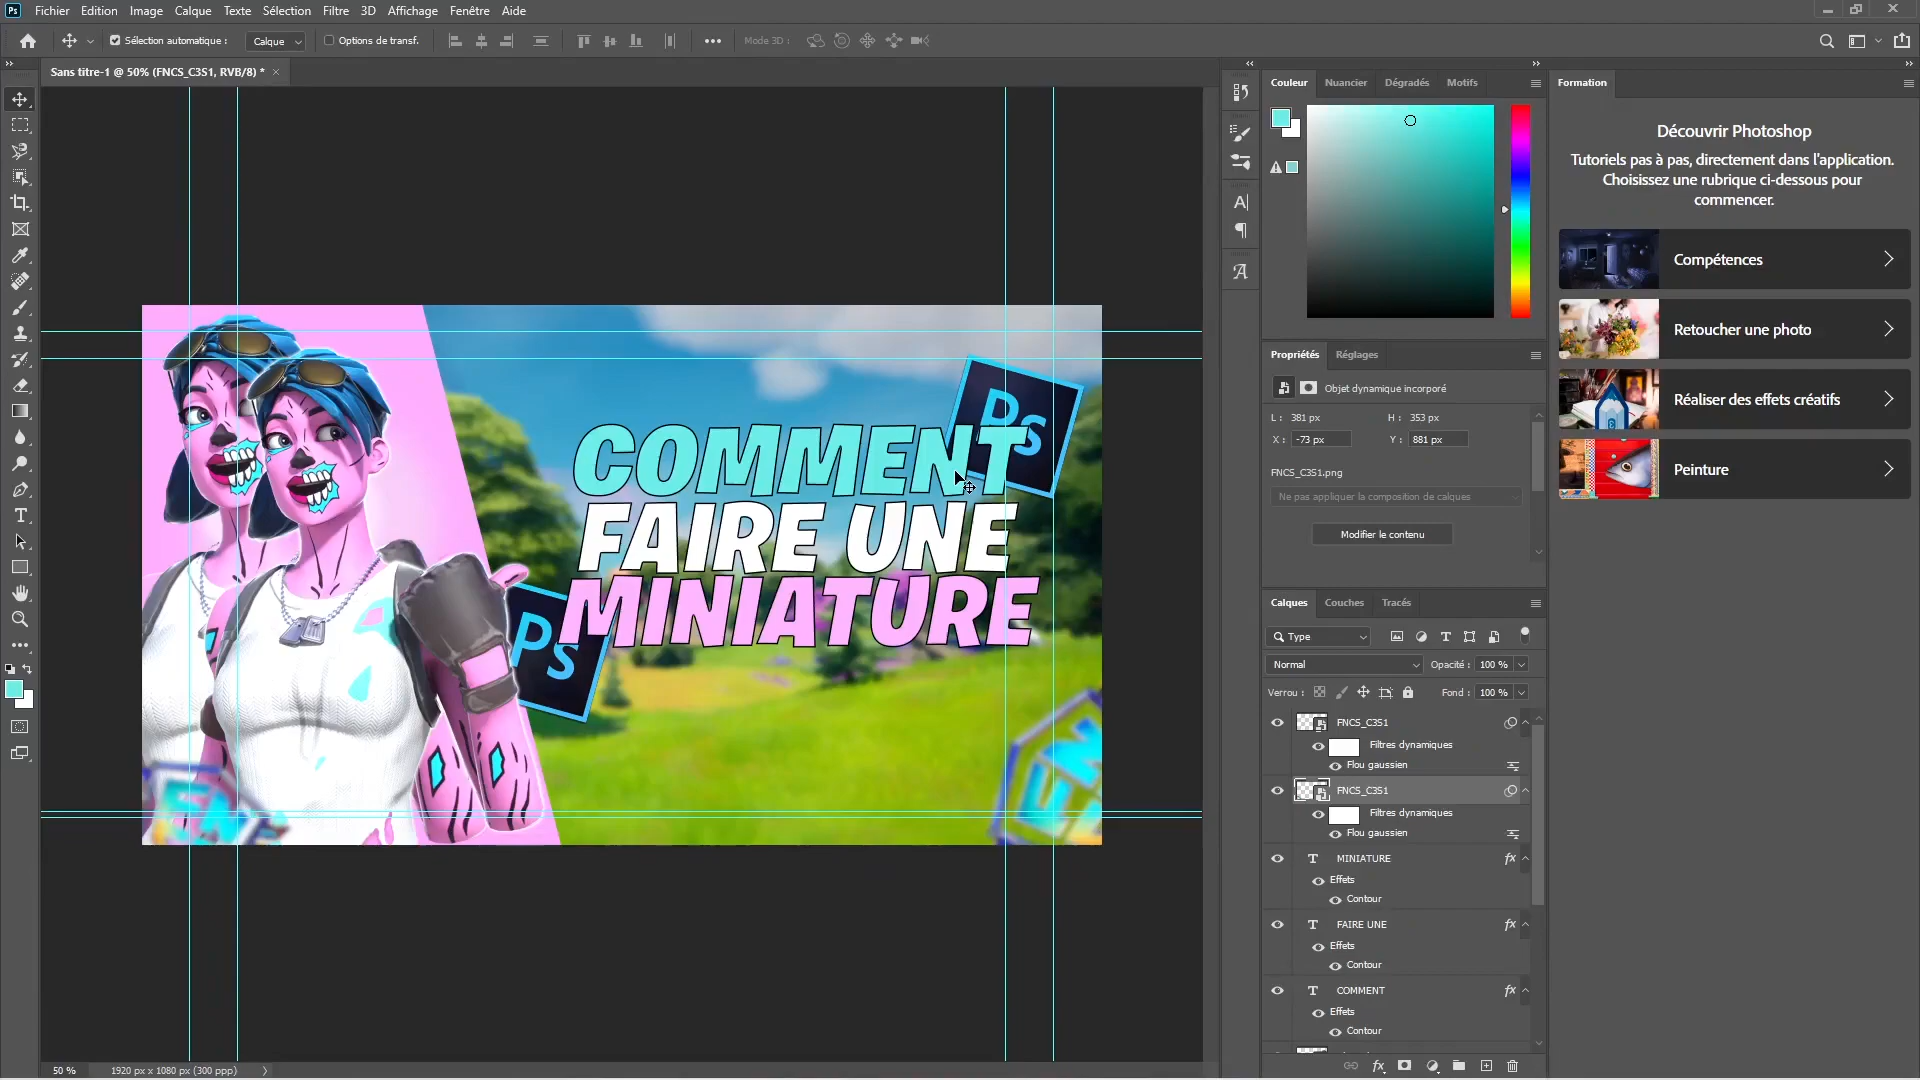 Ps
Fichier
Edition
Image
Calque
Texte
Sélection
Filtre
3D
Affichage
Fenêtre
Aide
Sélection automatique :
Calque
Options de transf.
Mode 3D :
Sans titre-1 @ 50% (FNCS_C3S1, RVB/8) *
Ps
COMMENT
FAIRE UNE
MINIATURE
Ps
50 %
1920 px x 1080 px (300 ppp)
Couleur
Nuancier
Dégradés
Motifs
Propriétés
Réglages
Objet dynamique incorporé
L : 381 px
H : 353 px
X : -73 px
Y : 881 px
FNCS_C3S1.png
Ne pas appliquer la composition de calques
Modifier le contenu
Calques
Couches
Tracés
Type
Normal
Opacité : 100 %
Verrou :
Fond : 100 %
FNCS_C3S1
Filtres dynamiques
Flou gaussien
FNCS_C3S1
Filtres dynamiques
Flou gaussien
T MINIATURE fx
Effets
Contour
T FAIRE UNE fx
Effets
Contour
T COMMENT fx
Effets
Contour
fx
Formation
Découvrir Photoshop
Tutoriels pas à pas, directement dans l'application.
Choisissez une rubrique ci-dessous pour
commencer.
Compétences
Retoucher une photo
Réaliser des effets créatifs
Peinture